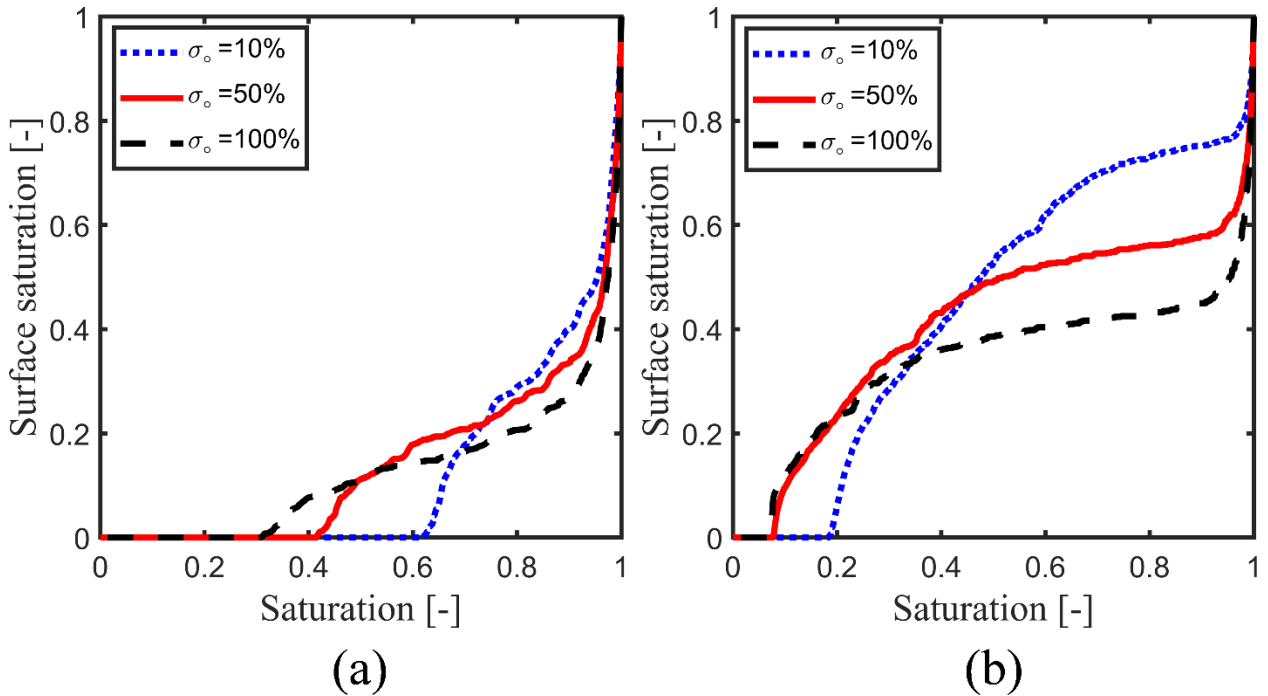 1
0.8
0.6
0.4
0.2
0
Surface saturation [-]
σ∘ =10%
σ∘ =50%
σ∘ =100%
0
0.2
0.4
0.6
0.8
1
Saturation [-]
(a)
1
0.8
0.6
0.4
0.2
0
Surface saturation [-]
σ∘ =10%
σ∘ =50%
σ∘ =100%
0
0.2
0.4
0.6
0.8
1
Saturation [-]
(b)